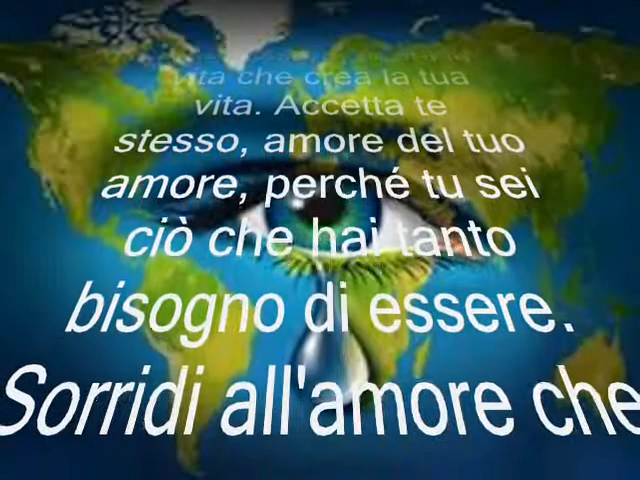 vita che crea la tua
vita. Accetta te
stesso, amore del tuo
amore, perché tu sei
ciò che hai tanto
bisogno di essere.
Sorridi all'amore che